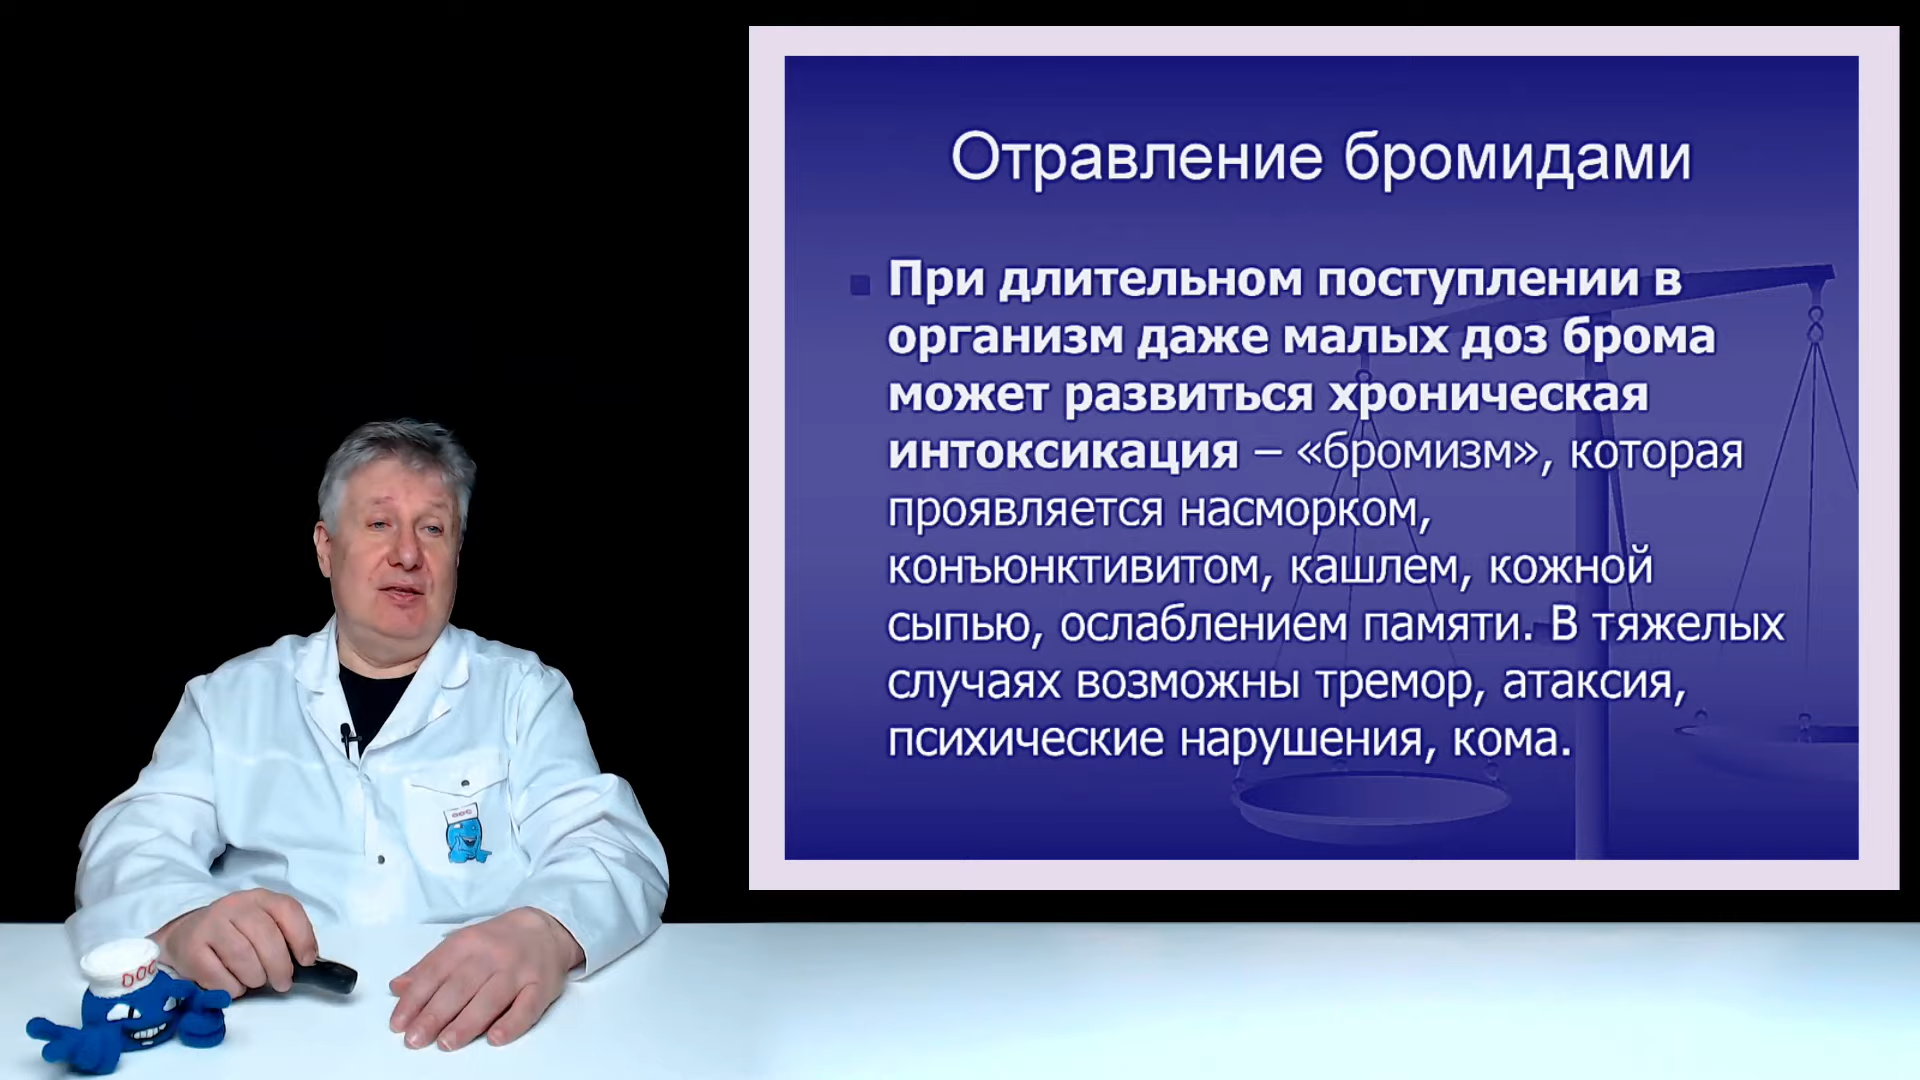 Отравление бромидами
При длительном поступлении в
организм даже малых доз брома
может развиться хроническая
интоксикация – «бромизм», которая
проявляется насморком,
конъюнктивитом, кашлем, кожной
сыпью, ослаблением памяти. В тяжелых
случаях возможны тремор, атаксия,
психические нарушения, кома.
DOC